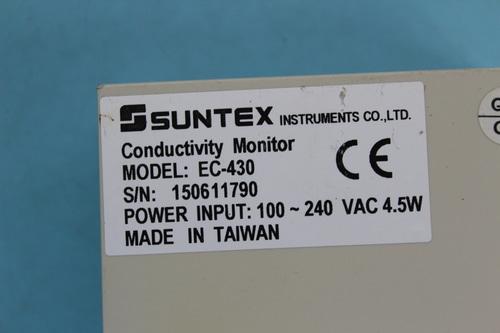 SUNTEX INSTRUMENTS CO.,LTD.
Conductivity Monitor
MODEL: EC-430
CE
S/N: 150611790
POWER INPUT: 100 ~ 240 VAC 4.5W
MADE IN TAIWAN